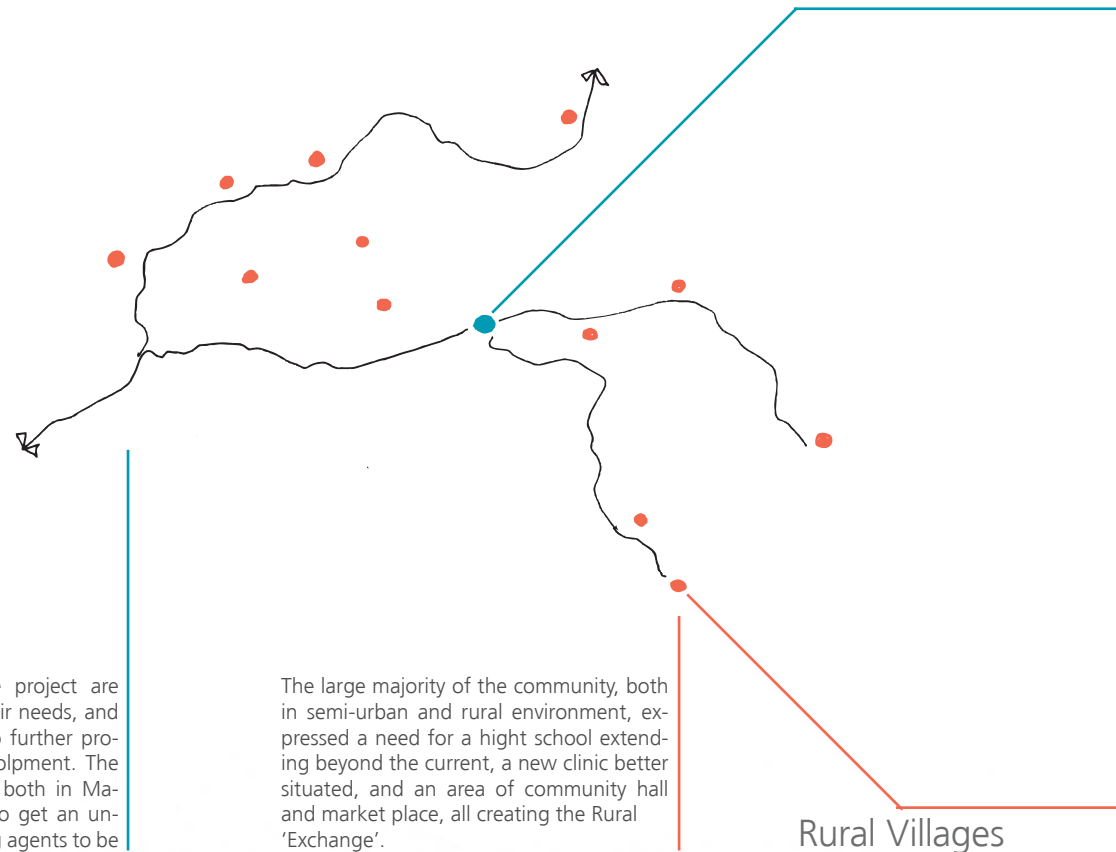 project are
ir needs, and
further pro-
olpment. The
both in Ma-
o get an un-
agents to be
The large majority of the community, both
in semi-urban and rural environment, ex-
pressed a need for a hight school extend-
ing beyond the current, a new clinic better
situated, and an area of community hall
and market place, all creating the Rural
'Exchange'.
Rural Villages